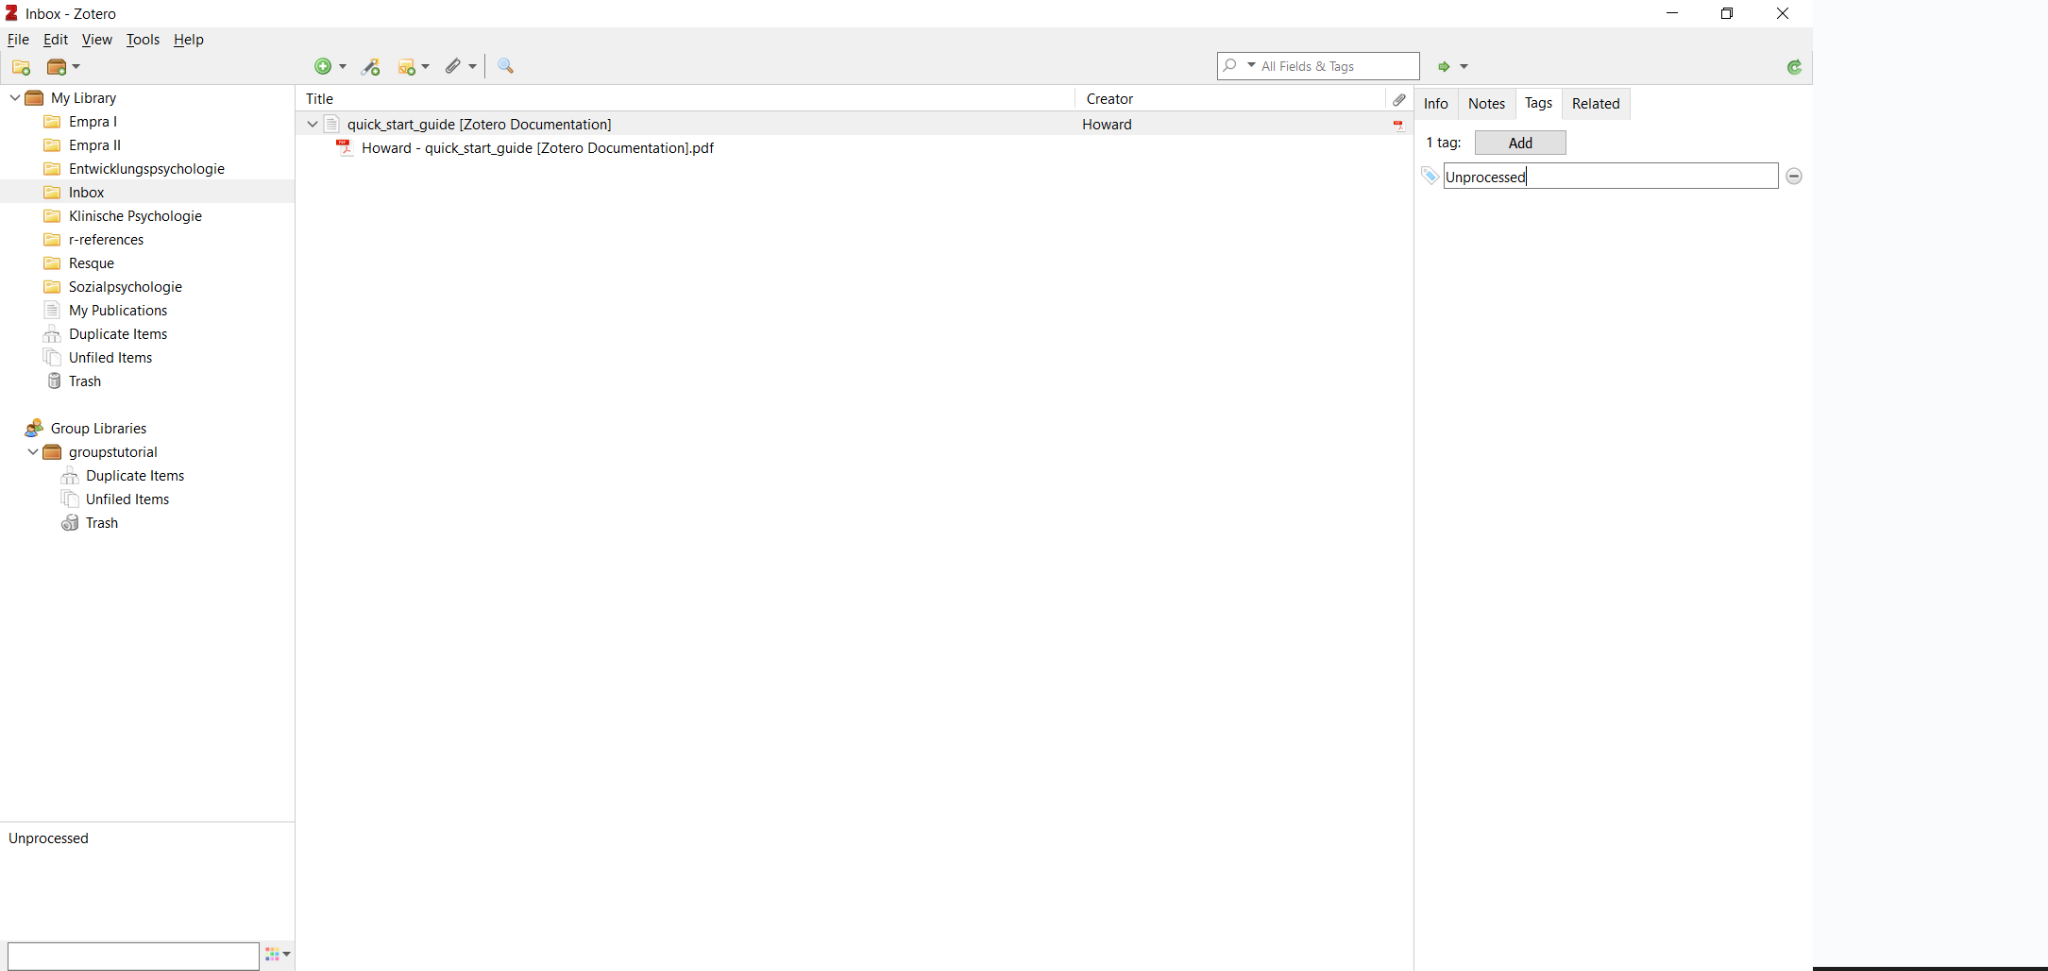 Inbox - Zotero
File Edit View Tools Help
All Fields & Tags
My Library
Empra I
Empra II
Entwicklungspsychologie
Inbox
Klinische Psychologie
r-references
Resque
Sozialpsychologie
My Publications
Duplicate Items
Unfiled Items
Trash
Group Libraries
groupstutorial
Duplicate Items
Unfiled Items
Trash
Unprocessed
Title Creator
quick_start_guide [Zotero Documentation] Howard
Howard - quick_start_guide [Zotero Documentation].pdf
Info Notes Tags Related
1 tag: Add
Unprocessed